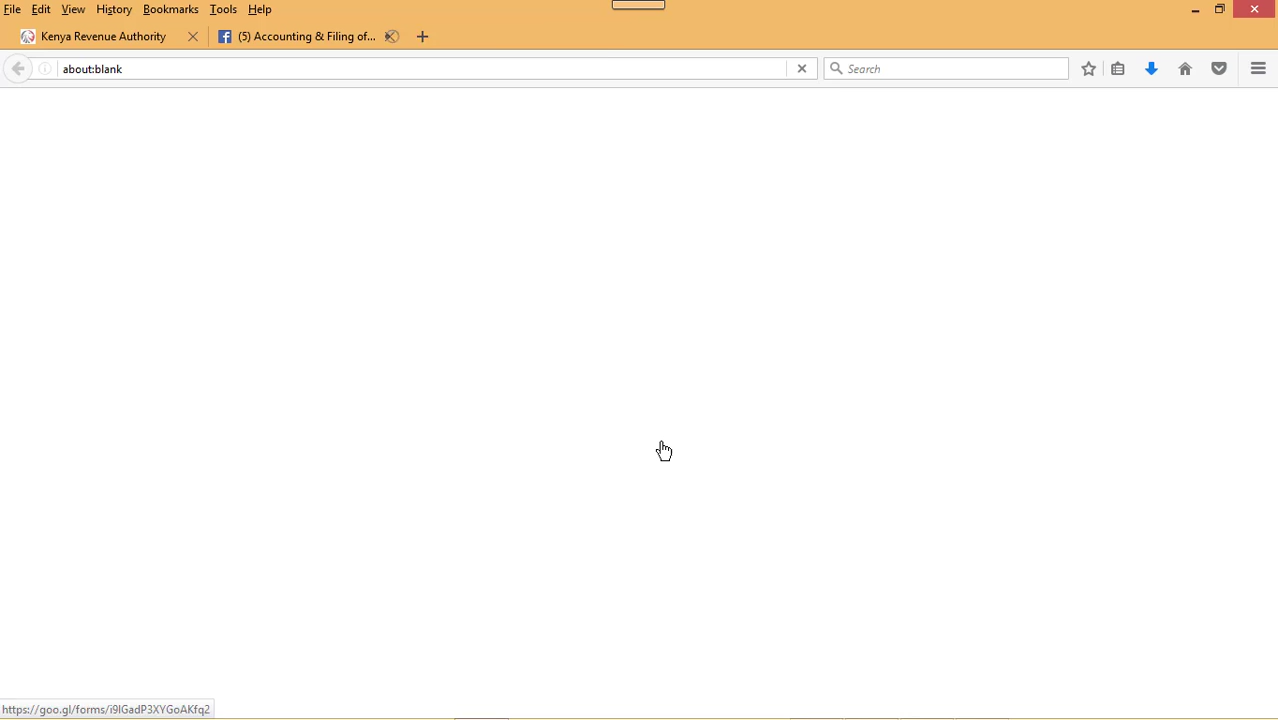 File Edit View History Bookmarks Tools Help
Kenya Revenue Authority (5) Accounting & Filing of...
about:blank Search
https://goo.gl/forms/i9IGadP3XYGoAKfq2